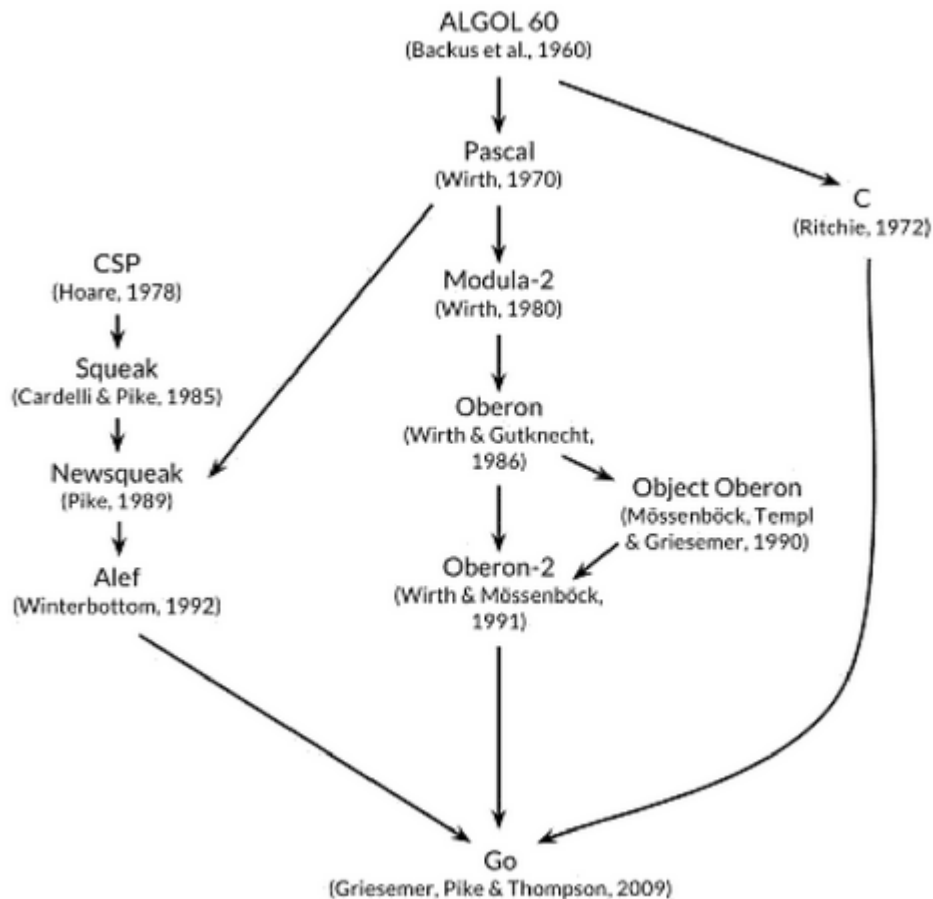 ALGOL 60
(Backus et al., 1960)
Pascal
(Wirth, 1970)
C
(Ritchie, 1972)
CSP
(Hoare, 1978)
Modula-2
(Wirth, 1980)
Squeak
(Cardelli & Pike, 1985)
Oberon
(Wirth & Gutknecht,
1986)
Newsqueak
(Pike, 1989)
Object Oberon
(Mössenböck, Templ
& Griesemer, 1990)
Oberon-2
(Wirth & Mössenböck,
1991)
Alef
(Winterbottom, 1992)
Go
(Griesemer, Pike & Thompson, 2009)